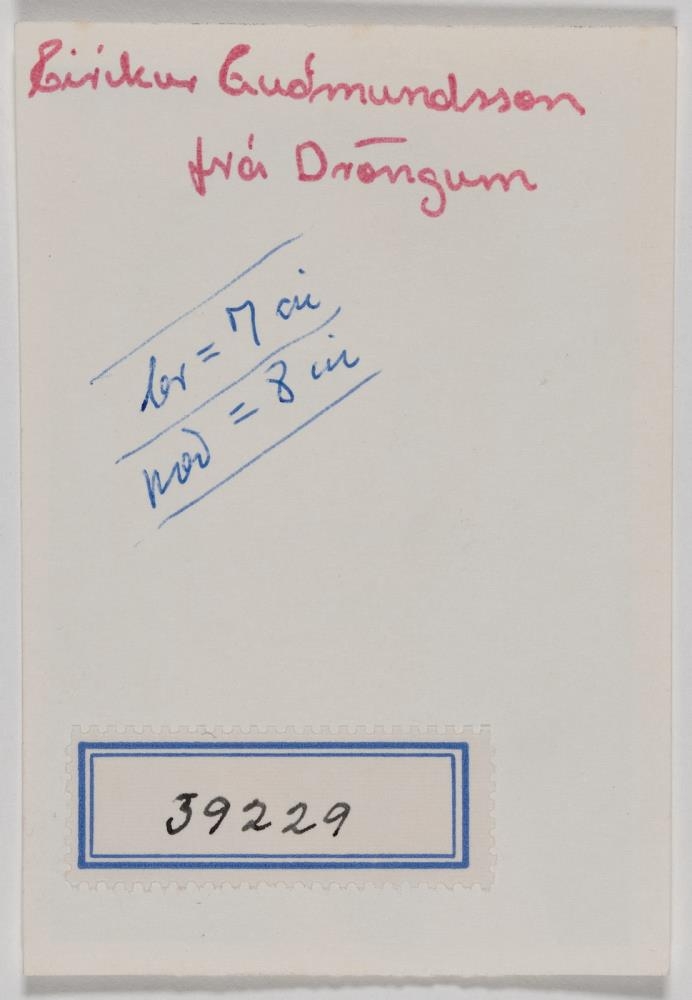 Eiríkur Guðmundsson
frá Dröngum
br = 7 cm
hæð = 8 cm
39229